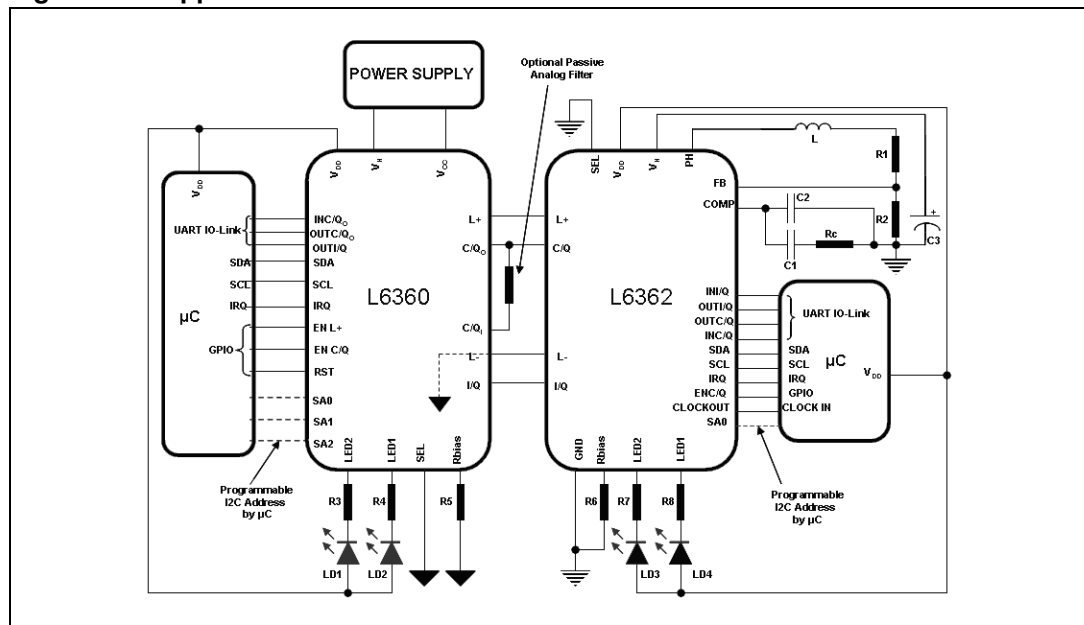 POWER SUPPLY
Optional Passive
Analog Filter
VDD
VDD
VH
VCC
SEL
VDD
VH
PH
L
R1
FB
COMP
C2
R2
+
C3
Rc
C1
UART IO-Link
INC/QO
OUTC/QO
OUTI/Q
SDA
SDA
SCL
SCL
IRQ
IRQ
µC
GPIO
EN L+
EN C/Q
RST
SA0
SA1
SA2
L6360
L+
C/QO
C/QI
L-
I/Q
L+
C/Q
L-
I/Q
L6362
INI/Q
OUTI/Q
OUTC/Q
INC/Q
UART IO-Link
SDA
SDA
SCL
SCL
IRQ
IRQ
ENC/Q
GPIO
CLOCKOUT
CLOCK IN
SA0
µC
VDD
LED2
LED1
SEL
Rbias
GND
Rbias
LED2
LED1
Programmable
I2C Address
by µC
R3
R4
R5
R6
R7
R8
Programmable
I2C Address
by µC
LD1
LD2
LD3
LD4